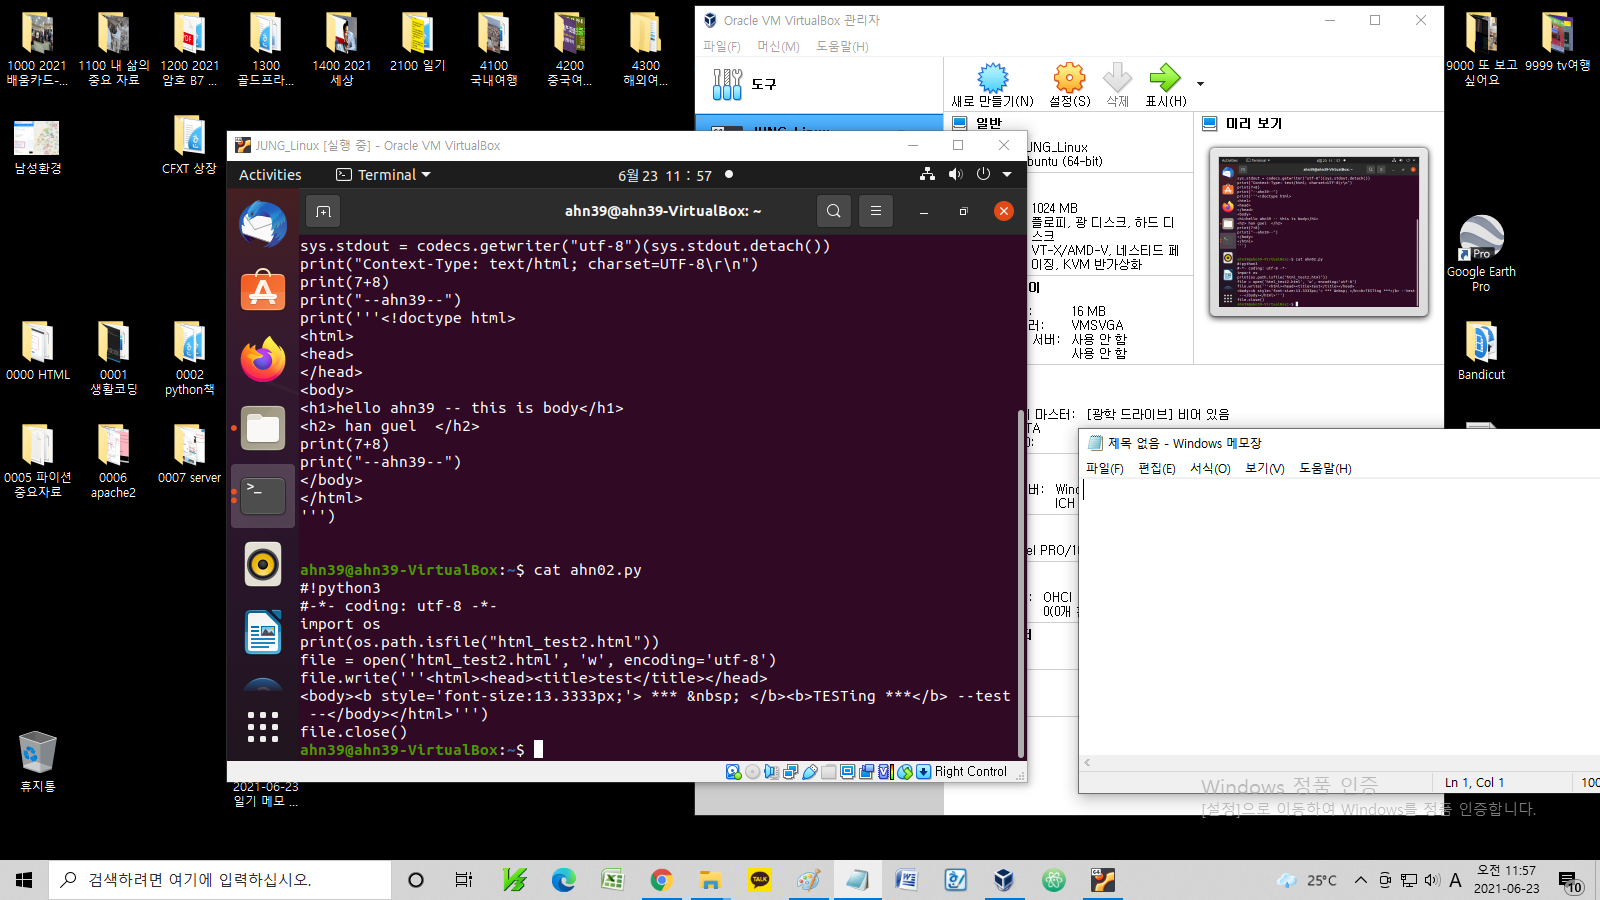 1000 2021
배움카드-...
1100 내 삶의
중요 자료
1200 2021
암호 B7 ...
1300
골드프라...
1400 2021
세상
2100 일기
4100
국내여행
4200
중국여...
4300
해외여...
남성환경
CFXT 상장
0000 HTML
0001
생활코딩
0002
python책
0005 파이션
중요자료
0006
apache2
0007 server
휴지통
2021-06-23
일기 메모 ...
9000 또 보고
싶어요
9999 tv여행
Google Earth
Pro
Bandicut
Oracle VM VirtualBox 관리자
파일(F) 머신(M) 도움말(H)
도구
새로 만들기(N) 설정(S) 삭제 표시(H)
일반
미리 보기
UNG_Linux
buntu (64-bit)
1024 MB
플로피, 광 디스크, 하드 디
스크
VT-X/AMD-V, 네스티드 페
이징, KVM 반가상화
16 MB
VMSVGA
서버: 사용 안 함
사용 안 함
마스터: [광학 드라이브] 비어 있음
ICH
el PRO/10
OHCI
JUNG_Linux [실행 중] - Oracle VM VirtualBox
Activities Terminal 6월 23 11 : 57
ahn39@ahn39-VirtualBox: ~
sys.stdout = codecs.getwriter("utf-8")(sys.stdout.detach())
print("Context-Type: text/html; charset=UTF-8\r\n")
print(7+8)
print("--ahn39--")
print('''<!doctype html>
<html>
<head>
</head>
<body>
<h1>hello ahn39 -- this is body</h1>
<h2> han guel  </h2>
print(7+8)
print("--ahn39--")
</body>
</html>
''')
ahn39@ahn39-VirtualBox:~$ cat ahn02.py
#!python3
#-*- coding: utf-8 -*-
import os
print(os.path.isfile("html_test2.html"))
file = open('html_test2.html', 'w', encoding='utf-8')
file.write('''<html><head><title>test</title></head>
<body><b style='font-size:13.3333px;'> *** &nbsp; </b><b>TESTing ***</b> --test
--</body></html>''')
file.close()
ahn39@ahn39-VirtualBox:~$
Right Control
제목 없음 - Windows 메모장
파일(F) 편집(E) 서식(O) 보기(V) 도움말(H)
Ln 1, Col 1
100
Windows 정품 인증
[설정]으로 이동하여 Windows를 정품 인증합니다.
검색하려면 여기에 입력하십시오.
TALK
25°C
A
오전 11:57
2021-06-23
10